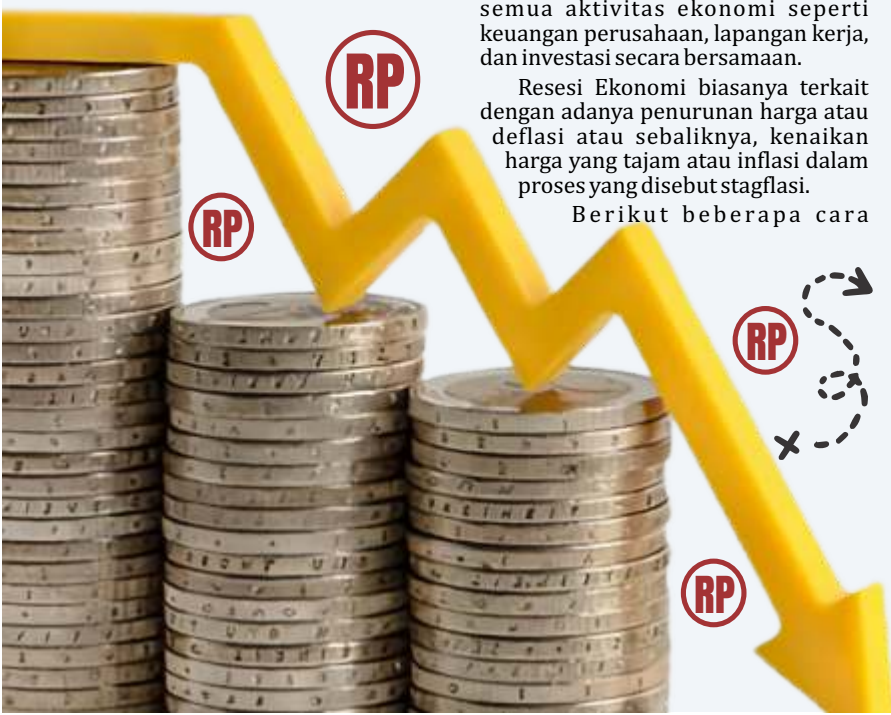 semua aktivitas ekonomi seperti
keuangan perusahaan, lapangan kerja,
dan investasi secara bersamaan.
Resesi Ekonomi biasanya terkait
dengan adanya penurunan harga atau
deflasi atau sebaliknya, kenaikan
harga yang tajam atau inflasi dalam
proses yang disebut stagflasi.
Berikut beberapa cara
RP
RP
RP
RP